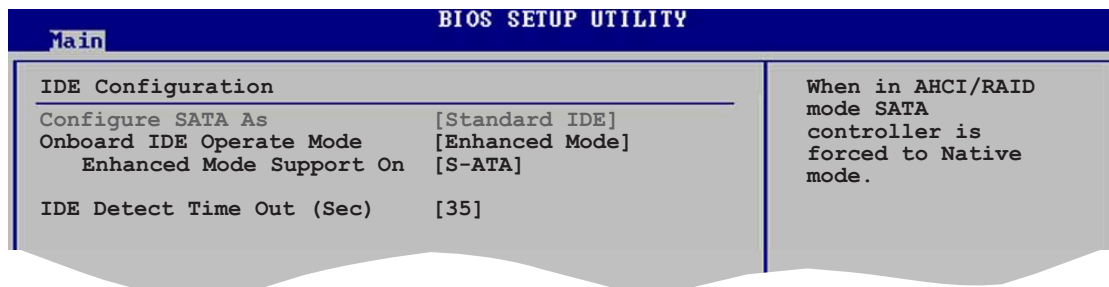 BIOS SETUP UTILITY
Main
IDE Configuration
Configure SATA As [Standard IDE]
Onboard IDE Operate Mode [Enhanced Mode]
Enhanced Mode Support On [S-ATA]
IDE Detect Time Out (Sec) [35]
When in AHCI/RAID
mode SATA
controller is
forced to Native
mode.